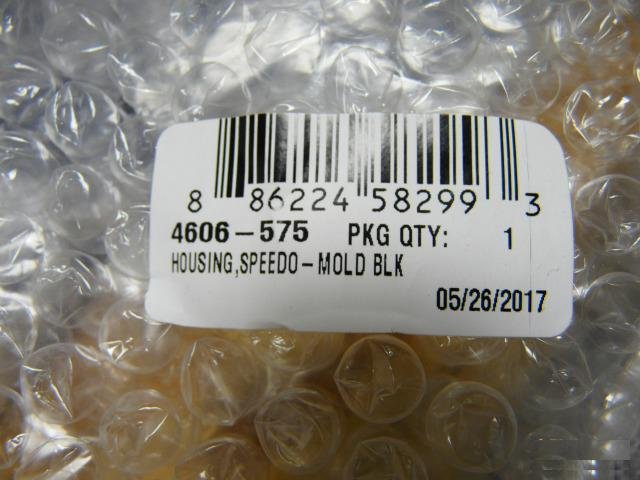 8 86224 58299 3
4606-575 PKG QTY: 1
HOUSING,SPEEDO-MOLD BLK
05/26/2017